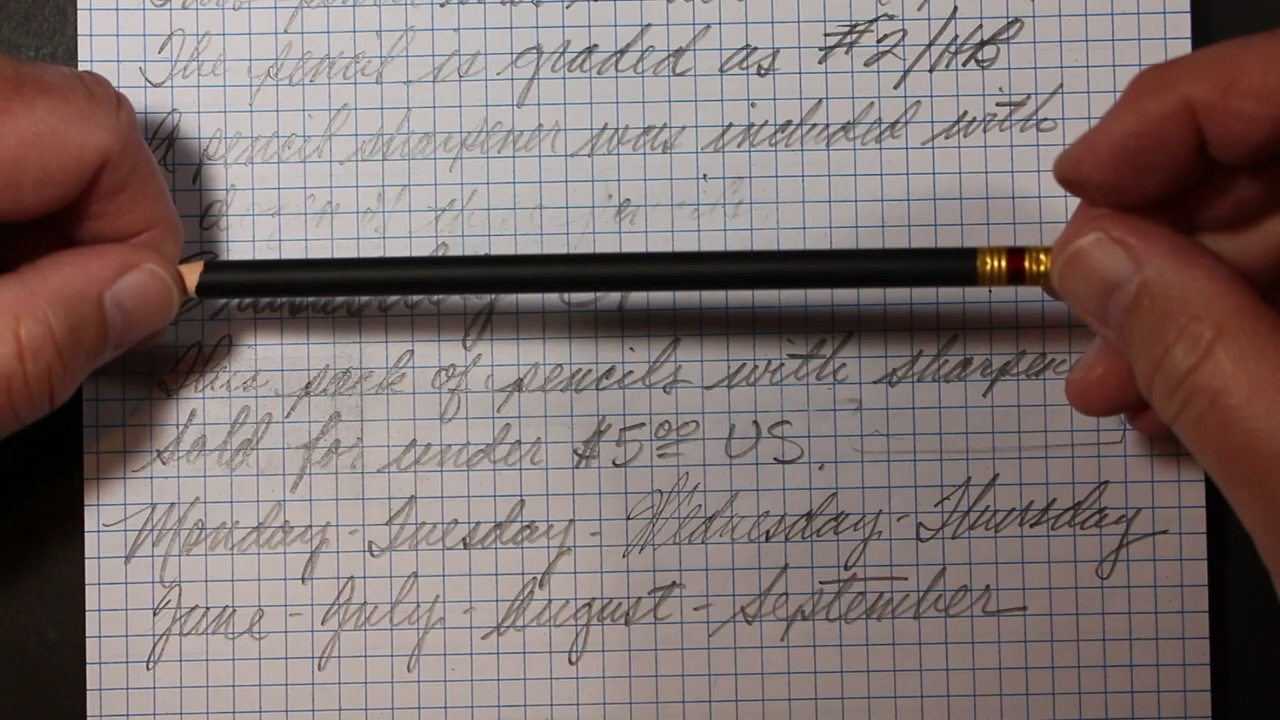 The pencil is graded as #2/HB
A pencil sharpener was included with
This pack of pencils with sharpen
Sold for under $5.00 US.
Monday - Tuesday - Wednesday - Thursday
June - July - August - September